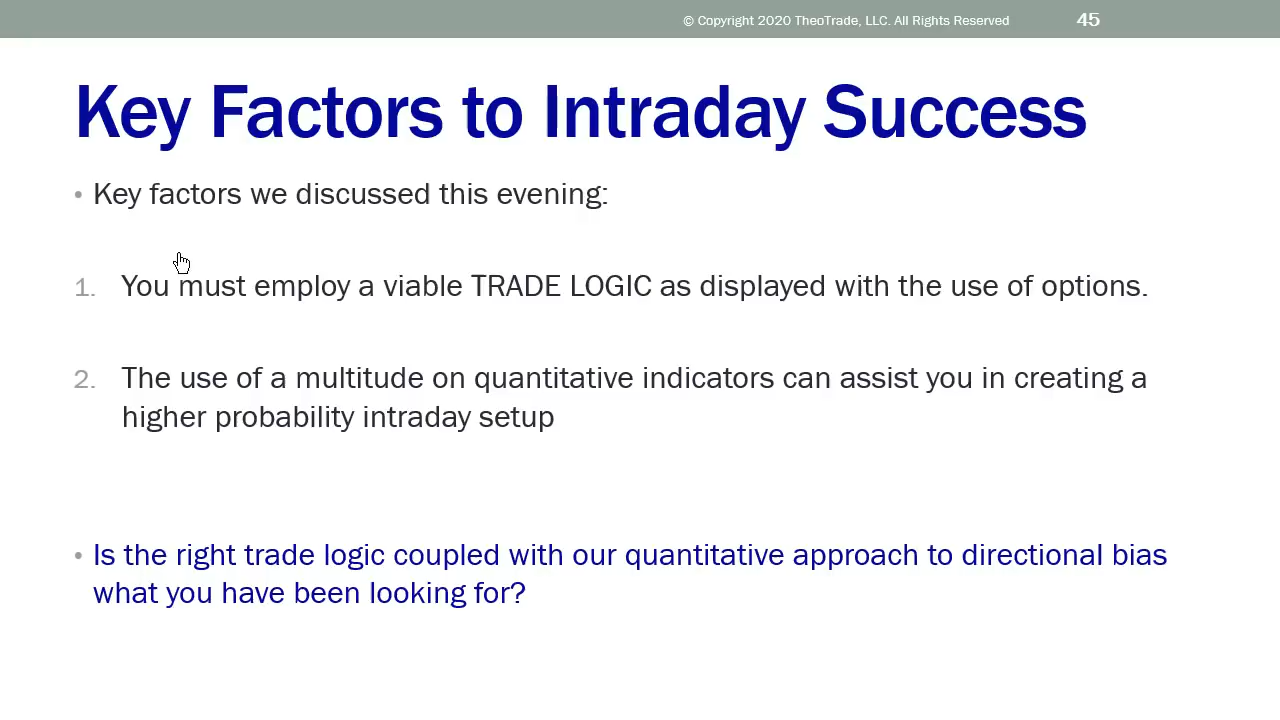 © Copyright 2020 TheoTrade, LLC. All Rights Reserved 45
Key Factors to Intraday Success
• Key factors we discussed this evening:
1. You must employ a viable TRADE LOGIC as displayed with the use of options.
2. The use of a multitude on quantitative indicators can assist you in creating a
higher probability intraday setup
• Is the right trade logic coupled with our quantitative approach to directional bias
what you have been looking for?